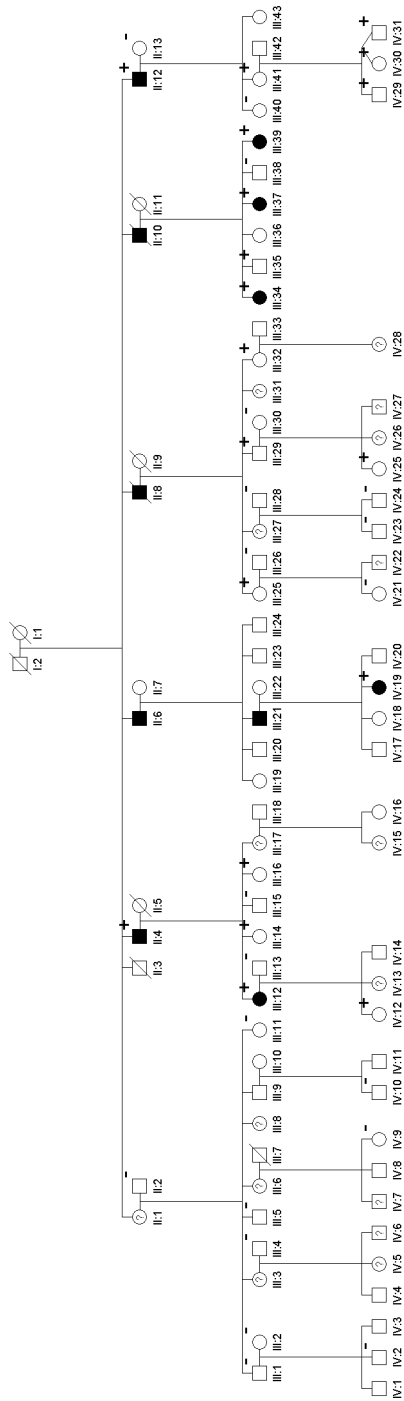 I:2 I:1
- + + -
? 
II:1 II:2 II:3 II:4 II:5 II:6 II:7 II:8 II:9 II:10 II:11 II:12 II:13
- - - - - + - + - + + - - + - + + + + - + - +
? ? ? ? ? ?
III:1 III:2 III:3 III:4 III:5 III:6 III:7 III:8 III:9 III:10 III:11 III:12 III:13 III:14 III:15 III:16 III:17 III:18 III:19 III:20 III:21 III:22 III:23 III:24 III:25 III:26 III:27 III:28 III:29 III:30 III:31 III:32 III:33 III:34 III:35 III:36 III:37 III:38 III:39 III:40 III:41 III:42 III:43
- - - + + - - - + + + +
? ? ? ? ? ? ? ? ?
IV:1 IV:2 IV:3 IV:4 IV:5 IV:6 IV:7 IV:8 IV:9 IV:10 IV:11 IV:12 IV:13 IV:14 IV:15 IV:16 IV:17 IV:18 IV:19 IV:20 IV:21 IV:22 IV:23 IV:24 IV:25 IV:26 IV:27 IV:28 IV:29 IV:30 IV:31